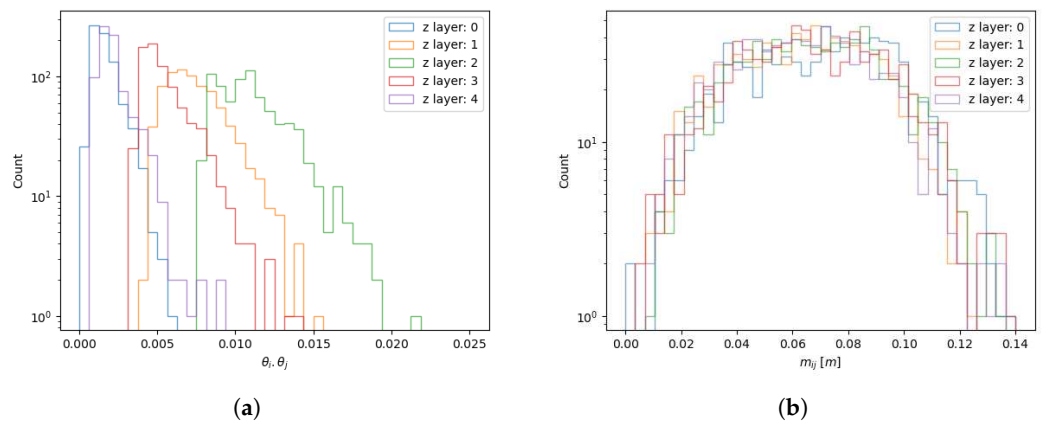 z layer: 0
z layer: 1
z layer: 2
z layer: 3
z layer: 4
Count
10²
10¹
10⁰
0.000 0.005 0.010 0.015 0.020 0.025
θᵢ.θⱼ
(a)
z layer: 0
z layer: 1
z layer: 2
z layer: 3
z layer: 4
Count
10¹
10⁰
0.00 0.02 0.04 0.06 0.08 0.10 0.12 0.14
mᵢⱼ [m]
(b)